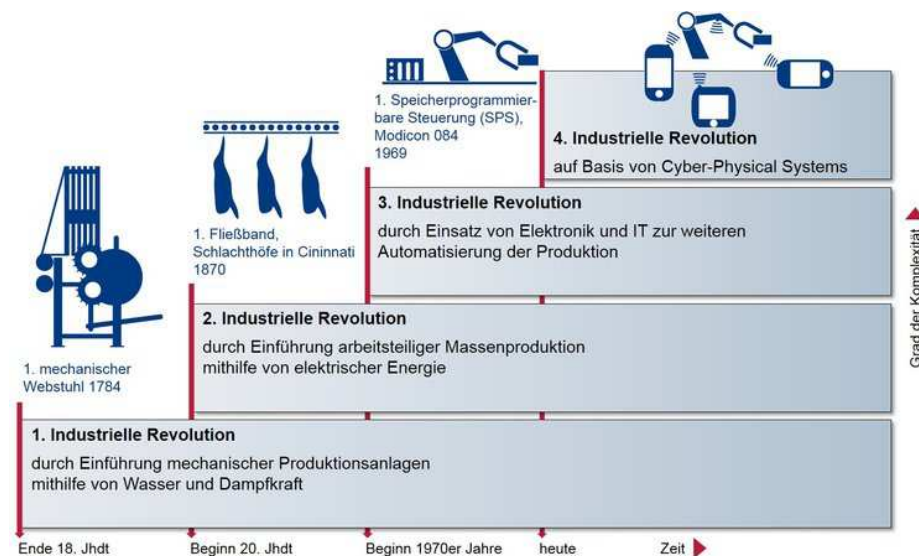 1. Speicherprogrammier-
bare Steuerung (SPS),
Modicon 084
1969
4. Industrielle Revolution
auf Basis von Cyber-Physical Systems
1. Fließband,
Schlachthöfe in Cininnati
1870
3. Industrielle Revolution
durch Einsatz von Elektronik und IT zur weiteren
Automatisierung der Produktion
1. mechanischer
Webstuhl 1784
2. Industrielle Revolution
durch Einführung arbeitsteiliger Massenproduktion
mithilfe von elektrischer Energie
1. Industrielle Revolution
durch Einführung mechanischer Produktionsanlagen
mithilfe von Wasser und Dampfkraft
Grad der Komplexität
Ende 18. Jhdt
Beginn 20. Jhdt
Beginn 1970er Jahre
heute
Zeit